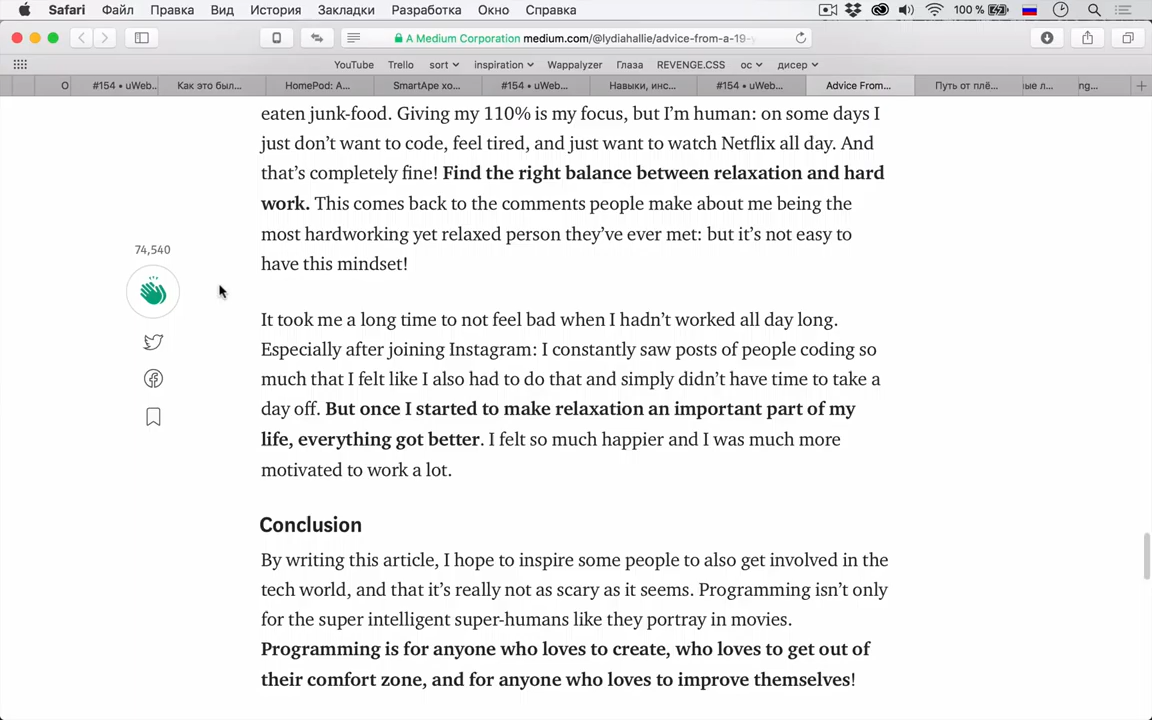 Safari Файл Правка Вид История Закладки Разработка Окно Справка 100 %
A Medium Corporation medium.com/@lydiahallie/advice-from-a-19-
YouTube Trello sort inspiration Wappalyzer Глаза REVENGE.CSS ос дисер
О #154 • uWeb... Как это был... HomePod: A... SmartApe хо... #154 • uWeb... Навыки, инс... #154 • uWeb... Advice From... Путь от плё... ые л... ng...
eaten junk-food. Giving my 110% is my focus, but I’m human: on some days I
just don’t want to code, feel tired, and just want to watch Netflix all day. And
that’s completely fine! Find the right balance between relaxation and hard
work. This comes back to the comments people make about me being the
most hardworking yet relaxed person they’ve ever met: but it’s not easy to
have this mindset!
74,540
It took me a long time to not feel bad when I hadn’t worked all day long.
Especially after joining Instagram: I constantly saw posts of people coding so
much that I felt like I also had to do that and simply didn’t have time to take a
day off. But once I started to make relaxation an important part of my
life, everything got better. I felt so much happier and I was much more
motivated to work a lot.
Conclusion
By writing this article, I hope to inspire some people to also get involved in the
tech world, and that it’s really not as scary as it seems. Programming isn’t only
for the super intelligent super-humans like they portray in movies.
Programming is for anyone who loves to create, who loves to get out of
their comfort zone, and for anyone who loves to improve themselves!